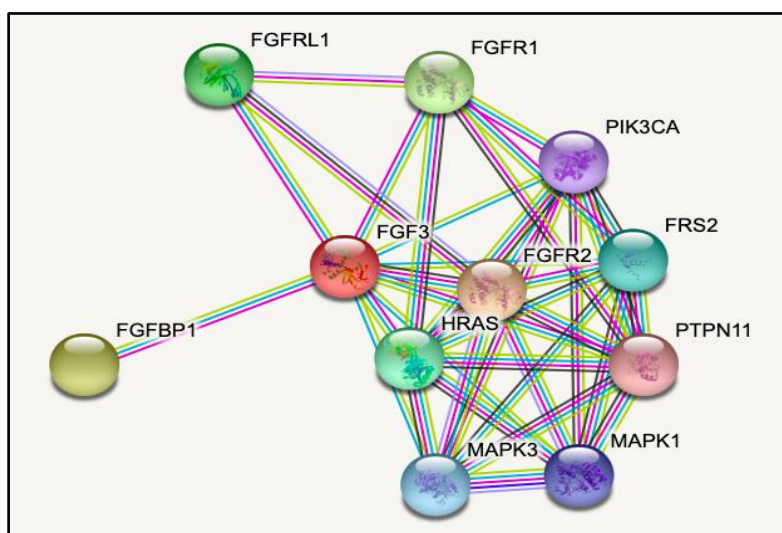 FGFRL1
FGFR1
PIK3CA
FGF3
FRS2
FGFR2
FGFBP1
HRAS
PTPN11
MAPK3
MAPK1